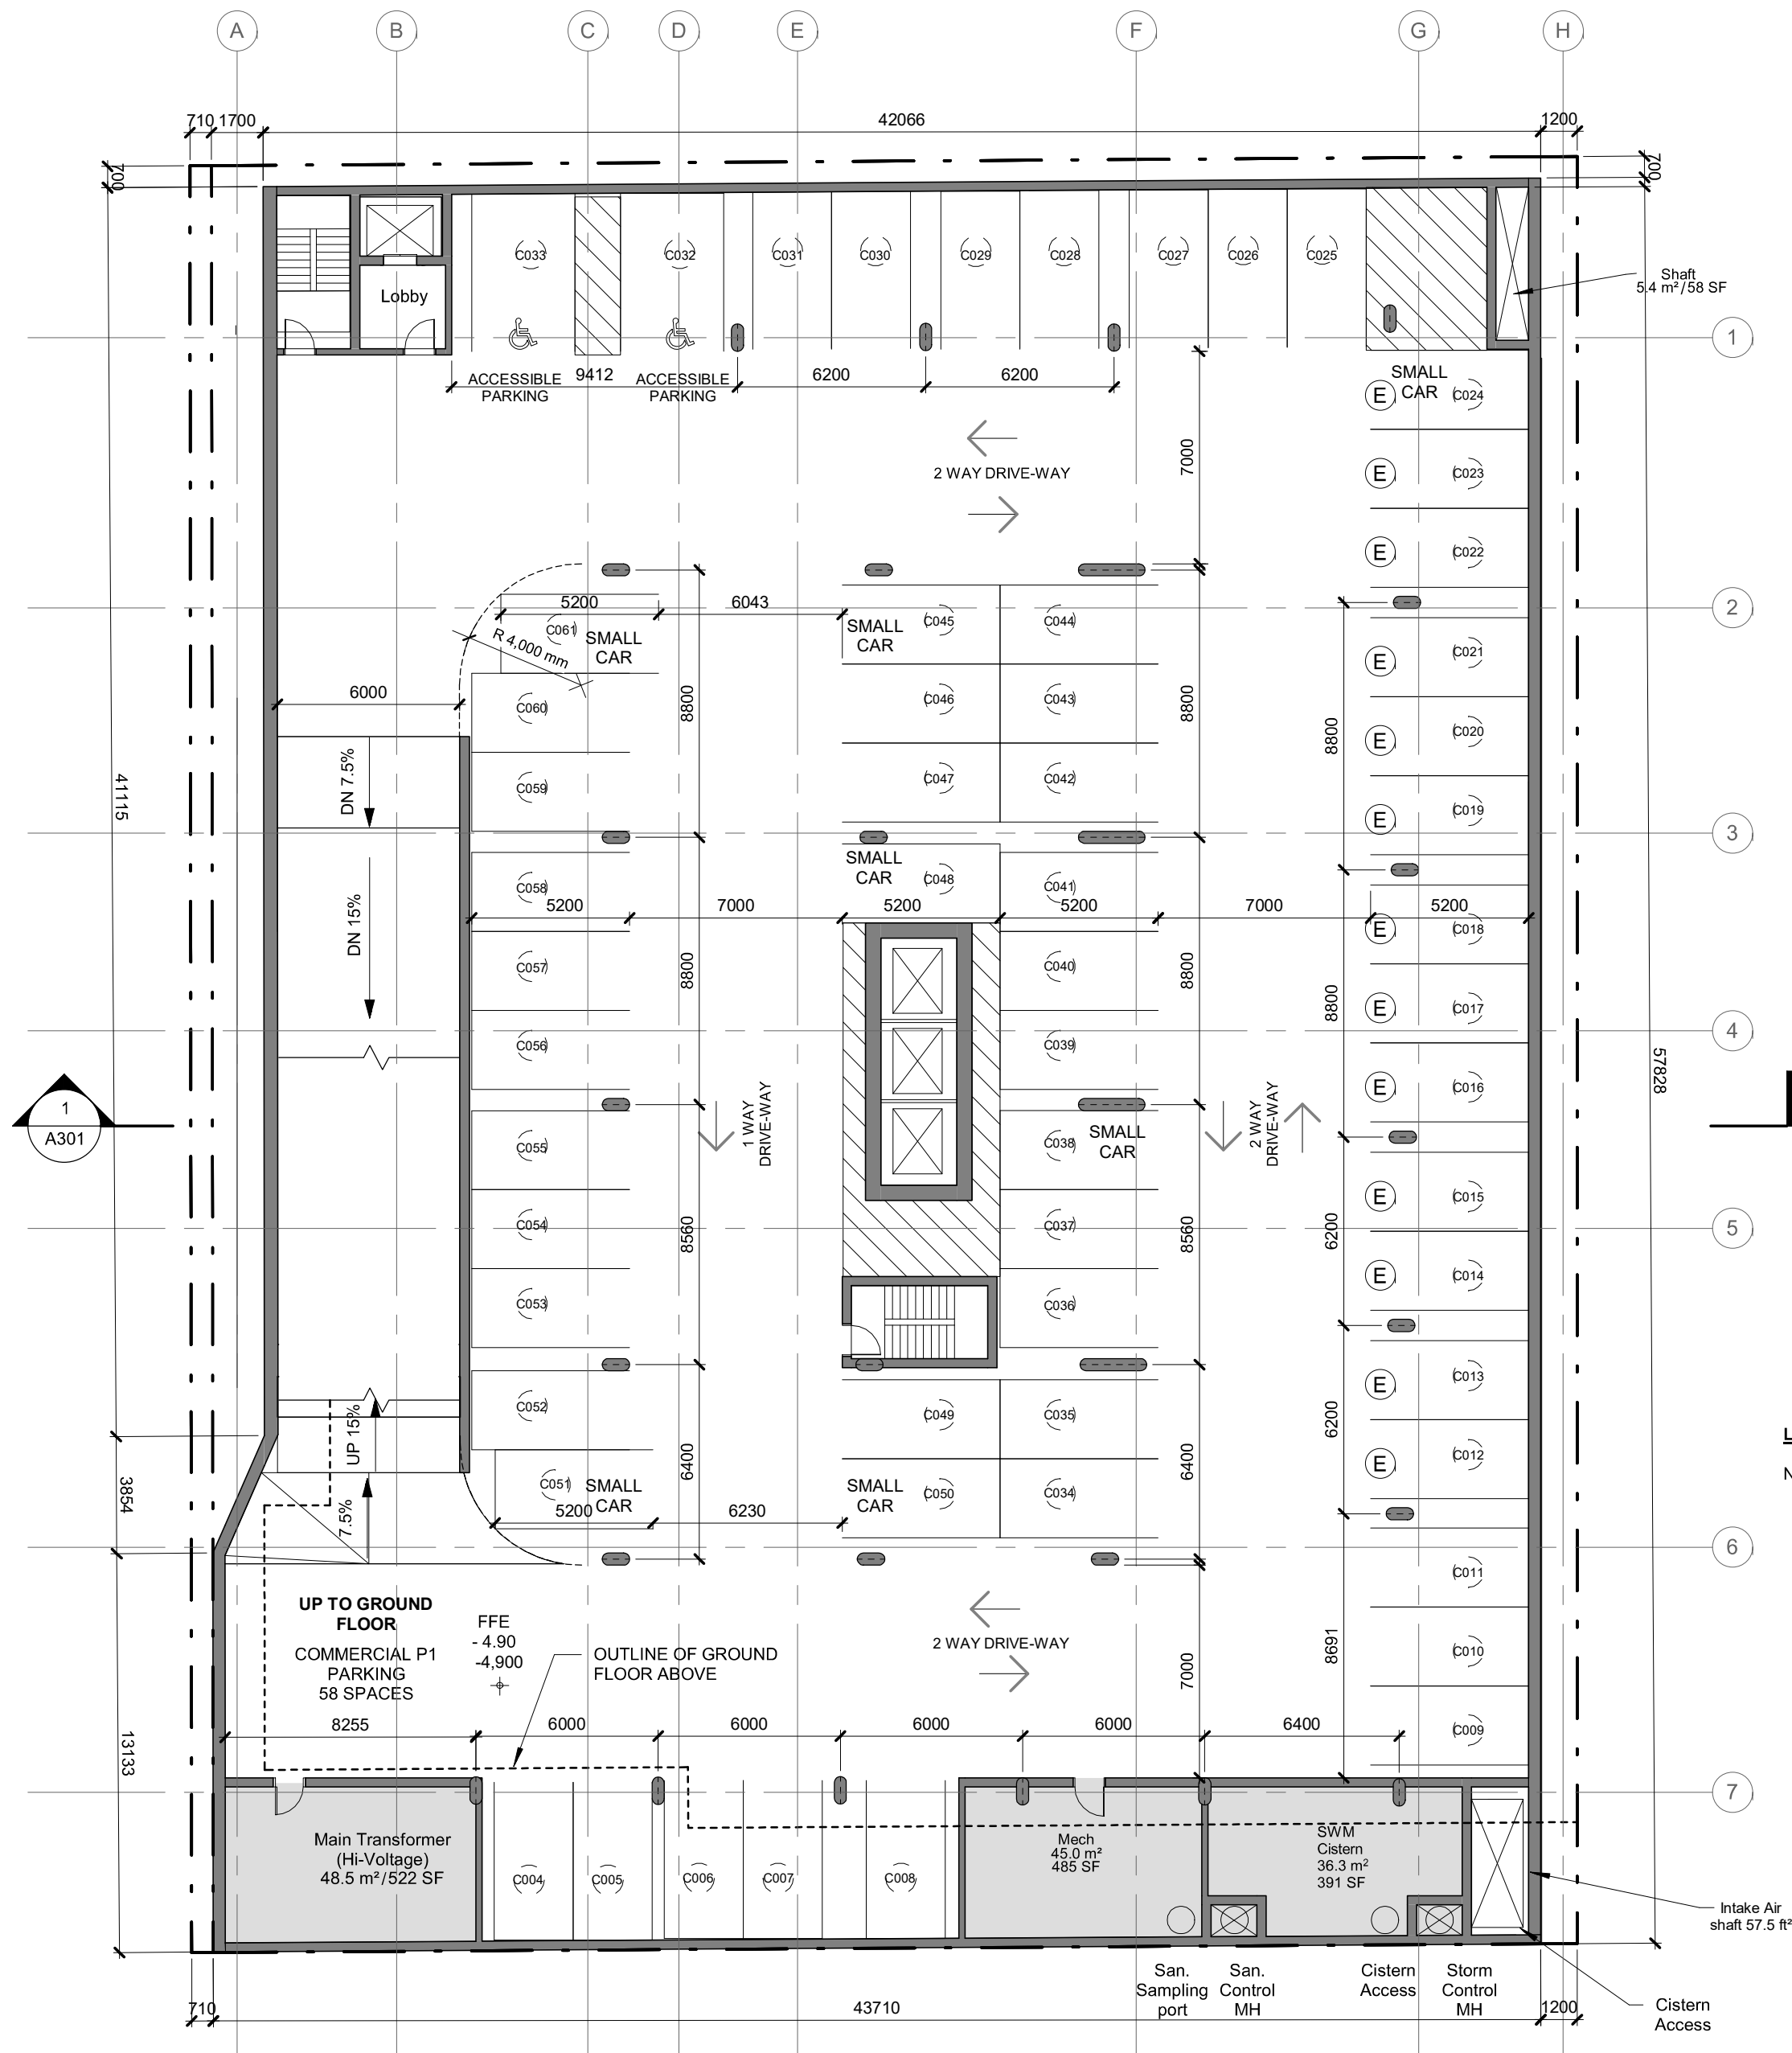 A B C D E F G H
710 1700 42066 1200
700 700
C033 C032 C031 C030 C029 C028 C027 C026 C025
Shaft
5.4 m²/58 SF
Lobby
1
ACCESSIBLE
PARKING
9412
ACCESSIBLE
PARKING
6200 6200
SMALL
CAR
E C024
7000
2 WAY DRIVE-WAY
E C023
E C022
5200 6043
2
C061 SMALL
CAR
R 4,000 mm
SMALL
CAR
C045 C044
E C021
6000
C060
8800
C046 C043
8800
8800
E C020
DN 7.5%
C059
C047 C042
E C019
41115
3
SMALL
CAR
C048
C058
C041
5200 7000 5200 5200 7000 5200
E C018
DN 15%
C057
8800
C040
8800
8800
E C017
4
C056
C039
E C016
57828
1
A301
1 WAY
DRIVE-WAY
2 WAY
DRIVE-WAY
C055
C038 SMALL
CAR
E C015
C054
8560
C037
8560
6200
5
E C014
C053
C036
E C013
C052
C049 C035
UP 15%
6400
6400
6200
E C012
3854
C051 SMALL
CAR
5200 6230
SMALL
CAR
C050 C034
7.5%
6
C011
UP TO GROUND
FLOOR
COMMERCIAL P1
PARKING
58 SPACES
FFE
- 4.90
-4,900
OUTLINE OF GROUND
FLOOR ABOVE
2 WAY DRIVE-WAY
7000
8691
C010
8255 6000 6000 6000 6000 6400
C009
13133
7
Main Transformer
(Hi-Voltage)
48.5 m²/522 SF
C004 C005 C006 C007 C008
Mech
45.0 m²
485 SF
SWM
Cistern
36.3 m²
391 SF
Intake Air
shaft 57.5 ft²
San.
Sampling
port
San.
Control
MH
Cistern
Access
Storm
Control
MH
Cistern
Access
710 43710 1200